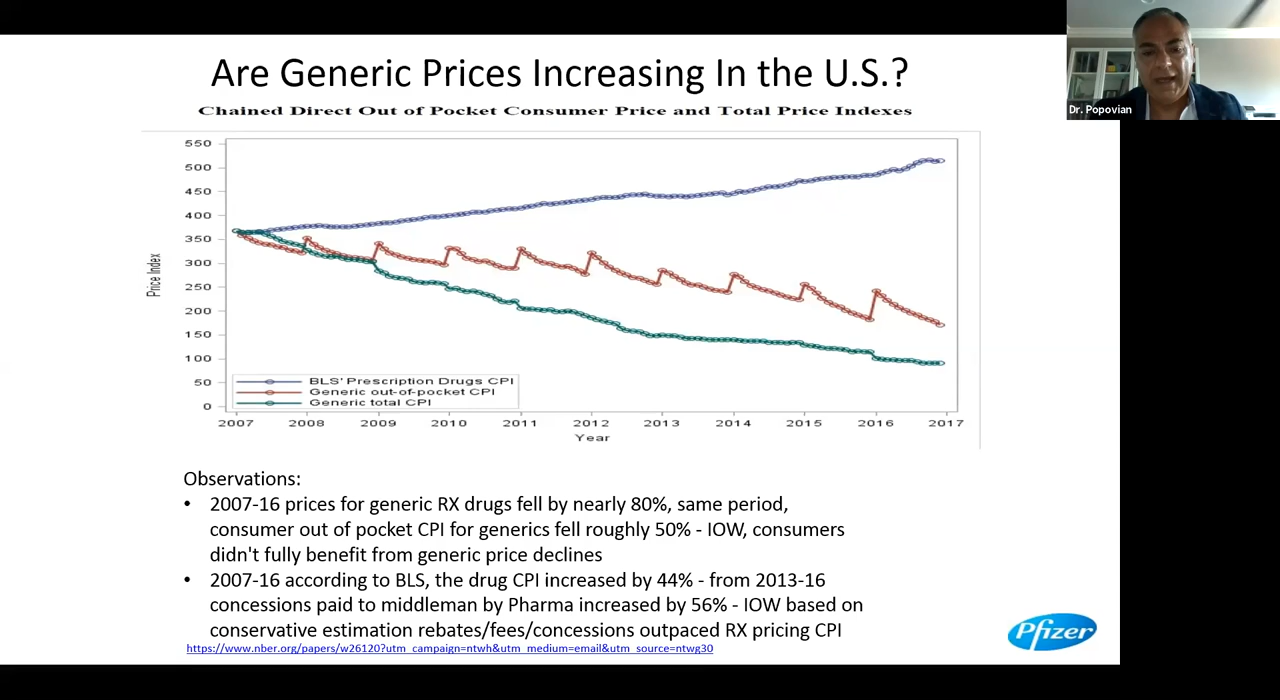 Are Generic Prices Increasing In the U.S.?
Chained Direct Out of Pocket Consumer Price and Total Price Indexes
Dr. Popovian
550
500
450
400
350
300
250
200
150
100
50
0
Price Index
BLS' Prescription Drugs CPI
Generic out-of-pocket CPI
Generic total CPI
2007 2008 2009 2010 2011 2012 2013 2014 2015 2016 2017
Year
Observations:
• 2007-16 prices for generic RX drugs fell by nearly 80%, same period,
consumer out of pocket CPI for generics fell roughly 50% - IOW, consumers
didn't fully benefit from generic price declines
• 2007-16 according to BLS, the drug CPI increased by 44% - from 2013-16
concessions paid to middleman by Pharma increased by 56% - IOW based on
conservative estimation rebates/fees/concessions outpaced RX pricing CPI
https://www.nber.org/papers/w26120?utm_campaign=ntwh&utm_medium=email&utm_source=ntwg30
Pfizer